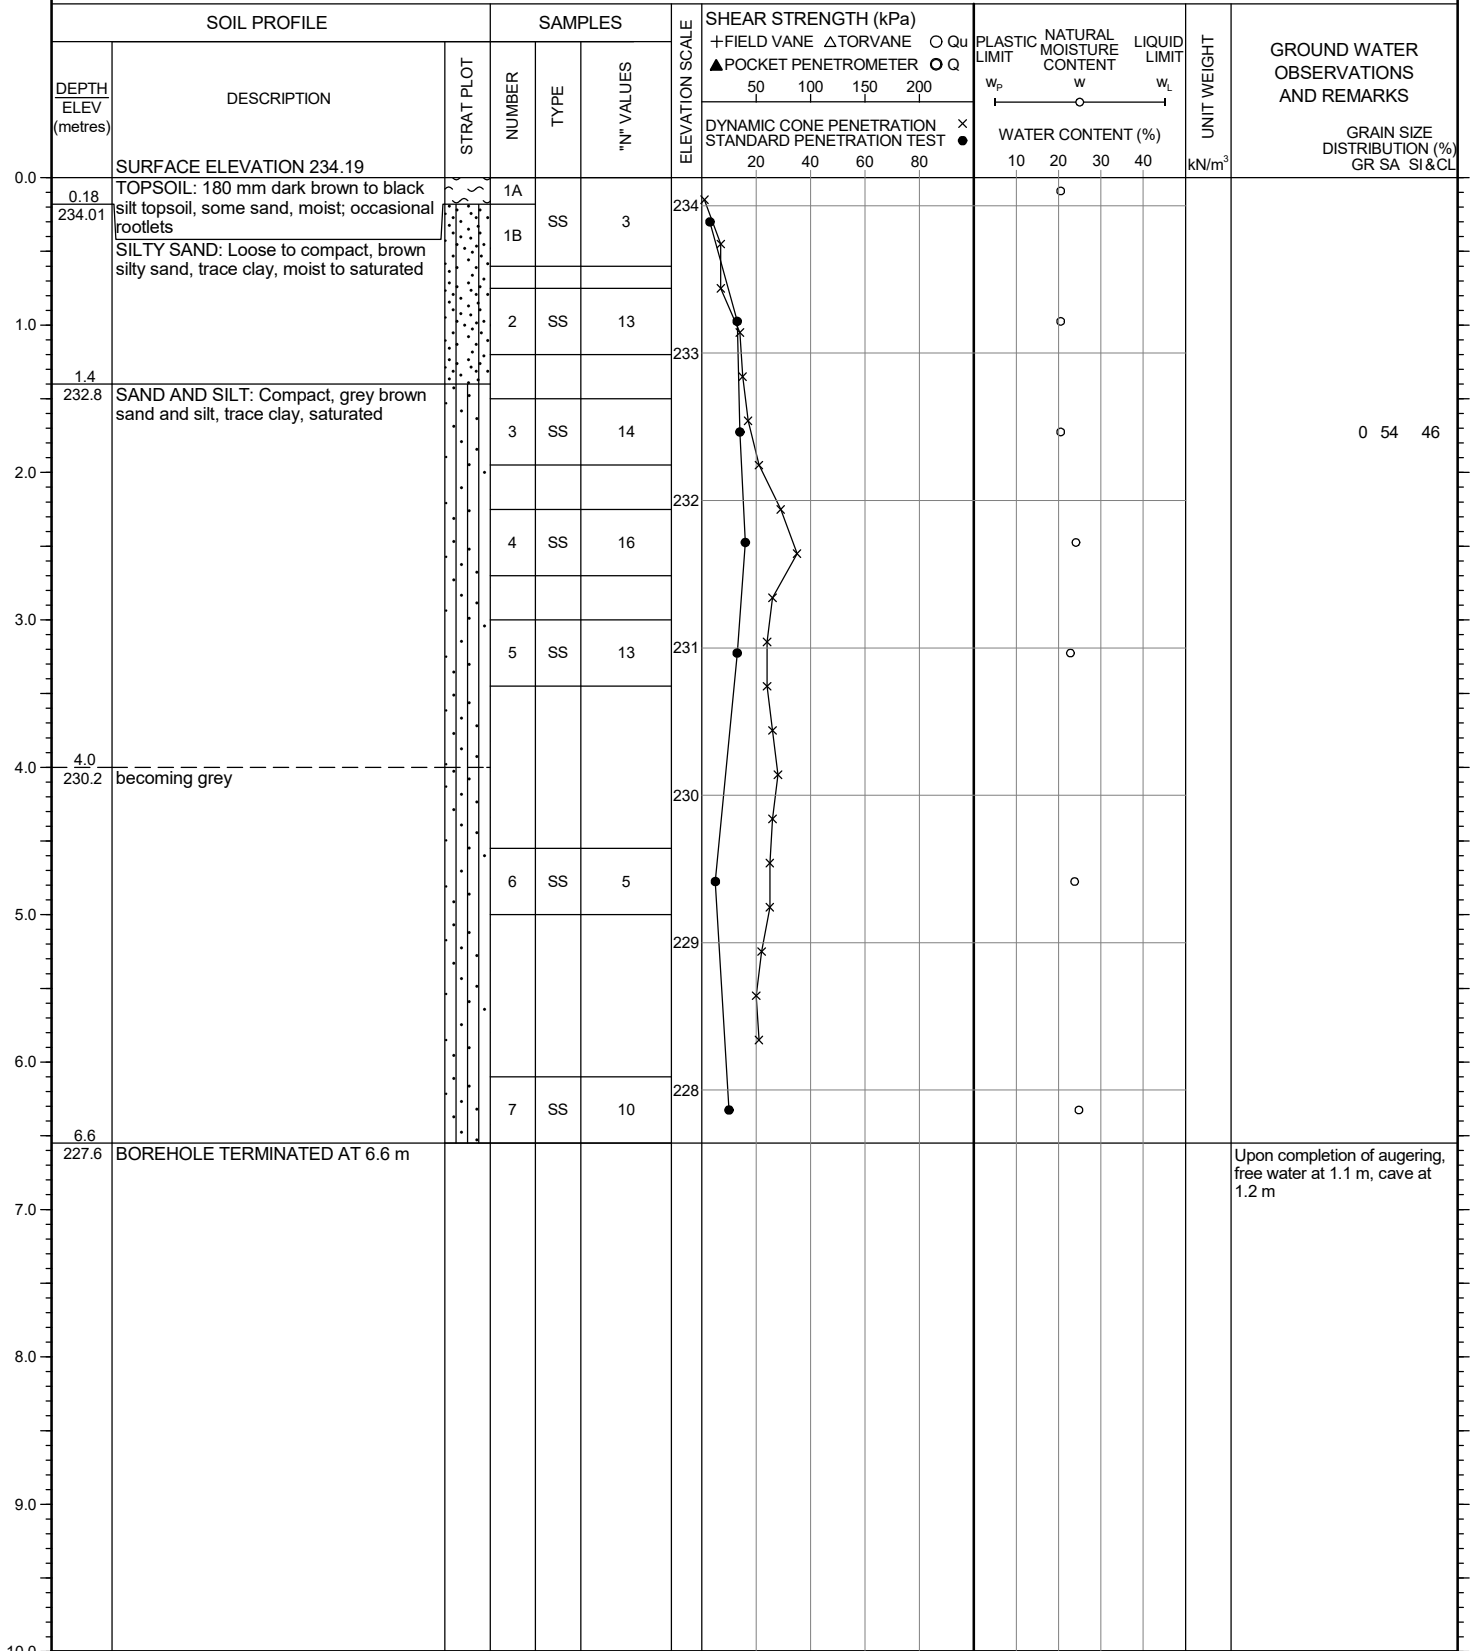 SOIL PROFILE
SAMPLES
DEPTH
ELEV
(metres)
DESCRIPTION
STRAT PLOT
NUMBER
TYPE
"N" VALUES
ELEVATION SCALE
SHEAR STRENGTH (kPa)
FIELD VANE TORVANE Qu
POCKET PENETROMETER Q
50 100 150 200
DYNAMIC CONE PENETRATION
STANDARD PENETRATION TEST
20 40 60 80
PLASTIC LIMIT
NATURAL MOISTURE CONTENT
LIQUID LIMIT
wP w wL
WATER CONTENT (%)
10 20 30 40
UNIT WEIGHT
kN/m3
GROUND WATER
OBSERVATIONS
AND REMARKS
GRAIN SIZE
DISTRIBUTION (%)
GR SA SI&CL
SURFACE ELEVATION 234.19
0.0
0.18
234.01
TOPSOIL: 180 mm dark brown to black
silt topsoil, some sand, moist; occasional
rootlets
1A
SS
3
1B
234
SILTY SAND: Loose to compact, brown
silty sand, trace clay, moist to saturated
1.0
2 SS 13
233
1.4
232.8
SAND AND SILT: Compact, grey brown
sand and silt, trace clay, saturated
3 SS 14
0 54 46
2.0
232
4 SS 16
3.0
5 SS 13
231
4.0
4.0
230.2
becoming grey
230
6 SS 5
5.0
229
6.0
228
7 SS 10
6.6
227.6
BOREHOLE TERMINATED AT 6.6 m
Upon completion of augering,
free water at 1.1 m, cave at
1.2 m
7.0
8.0
9.0
10.0